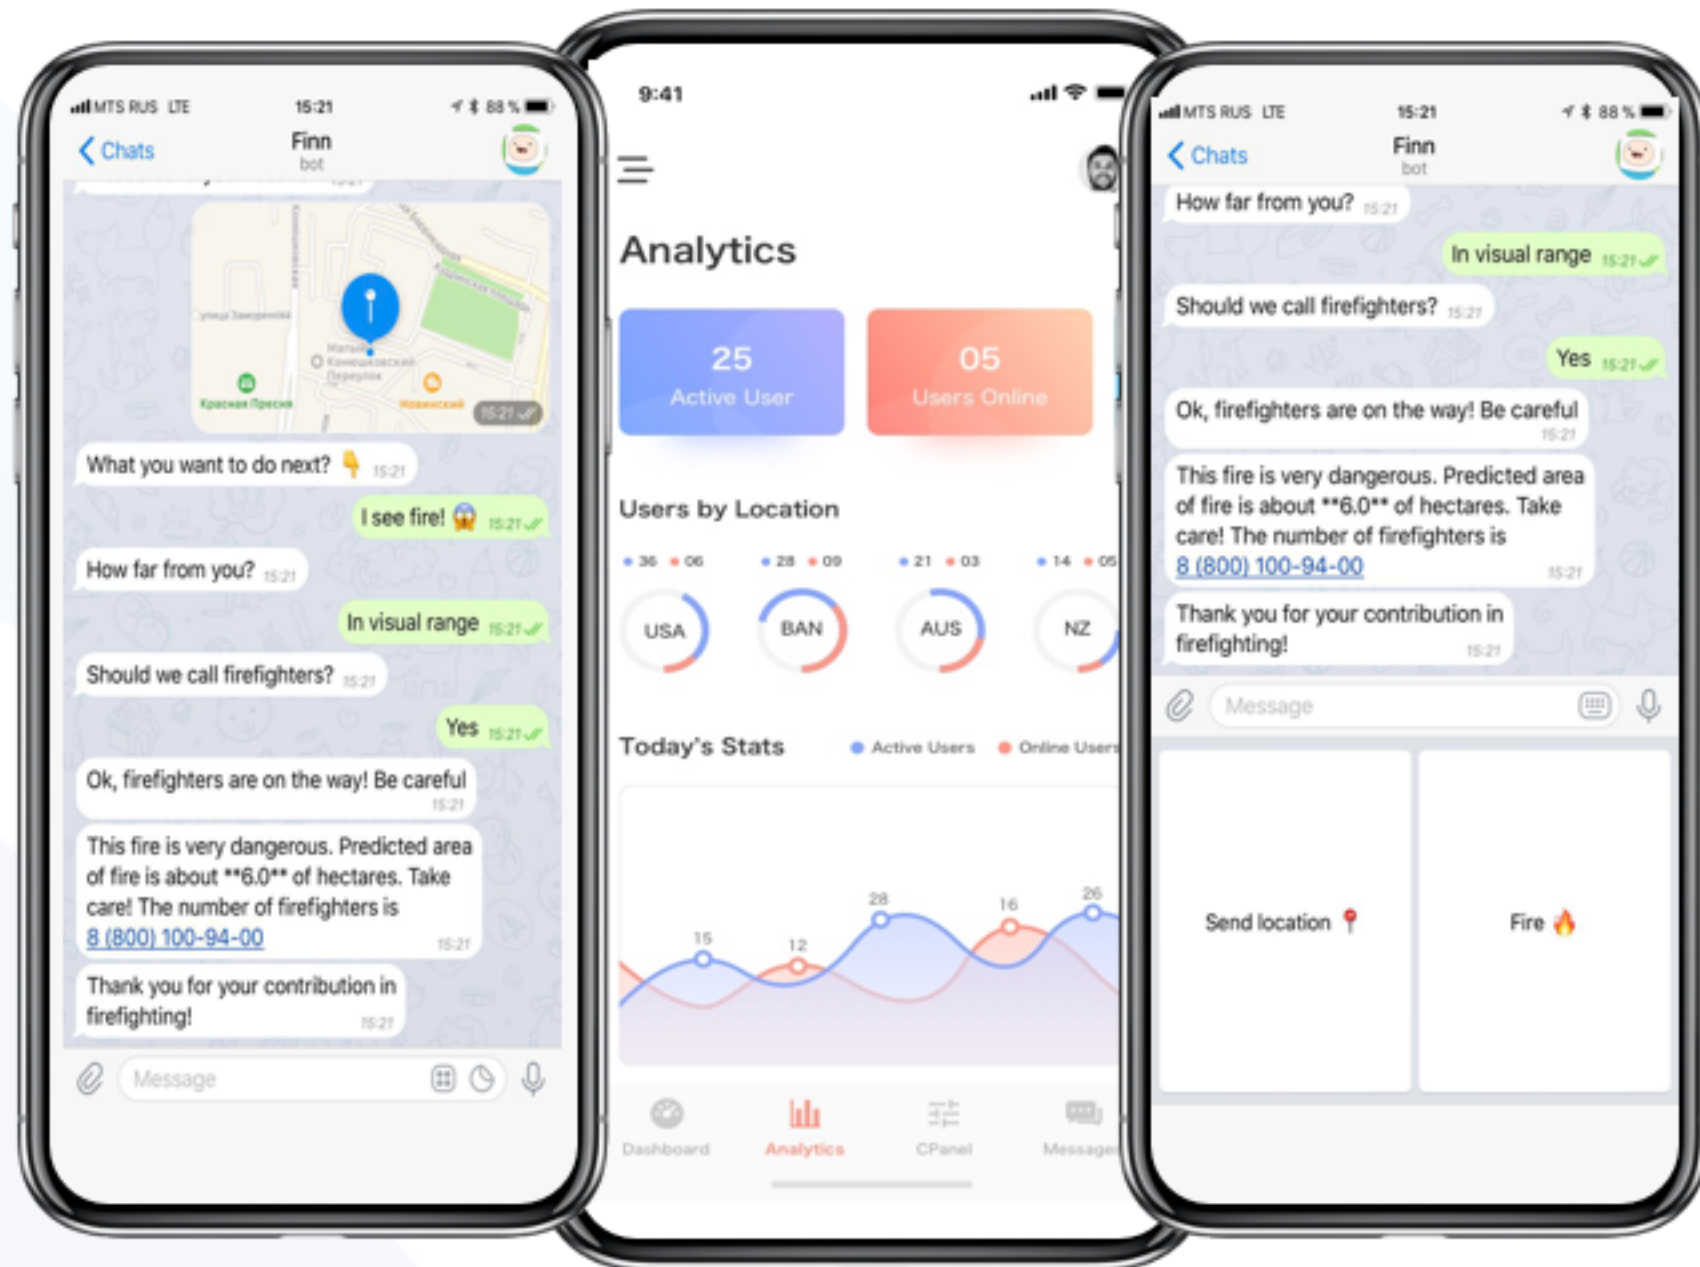 MTS RUS LTE 15:21 88 %
Chats
Finn
bot
улица Заморенова
Малый
Конюшковский
Переулок
Красная Пресня
Новинский
15:21
What you want to do next? 👇 15:21
I see fire! 😱 15:21
How far from you? 15:21
In visual range 15:21
Should we call firefighters? 15:21
Yes 15:21
Ok, firefighters are on the way! Be careful
15:21
This fire is very dangerous. Predicted area
of fire is about **6.0** of hectares. Take
care! The number of firefighters is
8 (800) 100-94-00 15:21
Thank you for your contribution in
firefighting! 15:21
Message
9:41
Analytics
25
Active User
05
Users Online
Users by Location
36 06
28 09
21 03
14 05
USA
BAN
AUS
NZ
Today's Stats
Active Users
Online Users
15
12
28
16
26
Dashboard
Analytics
CPanel
Messages
MTS RUS LTE 15:21 88 %
Chats
Finn
bot
How far from you? 15:21
In visual range 15:21
Should we call firefighters? 15:21
Yes 15:21
Ok, firefighters are on the way! Be careful
15:21
This fire is very dangerous. Predicted area
of fire is about **6.0** of hectares. Take
care! The number of firefighters is
8 (800) 100-94-00 15:21
Thank you for your contribution in
firefighting! 15:21
Message
Send location 📍
Fire 🔥